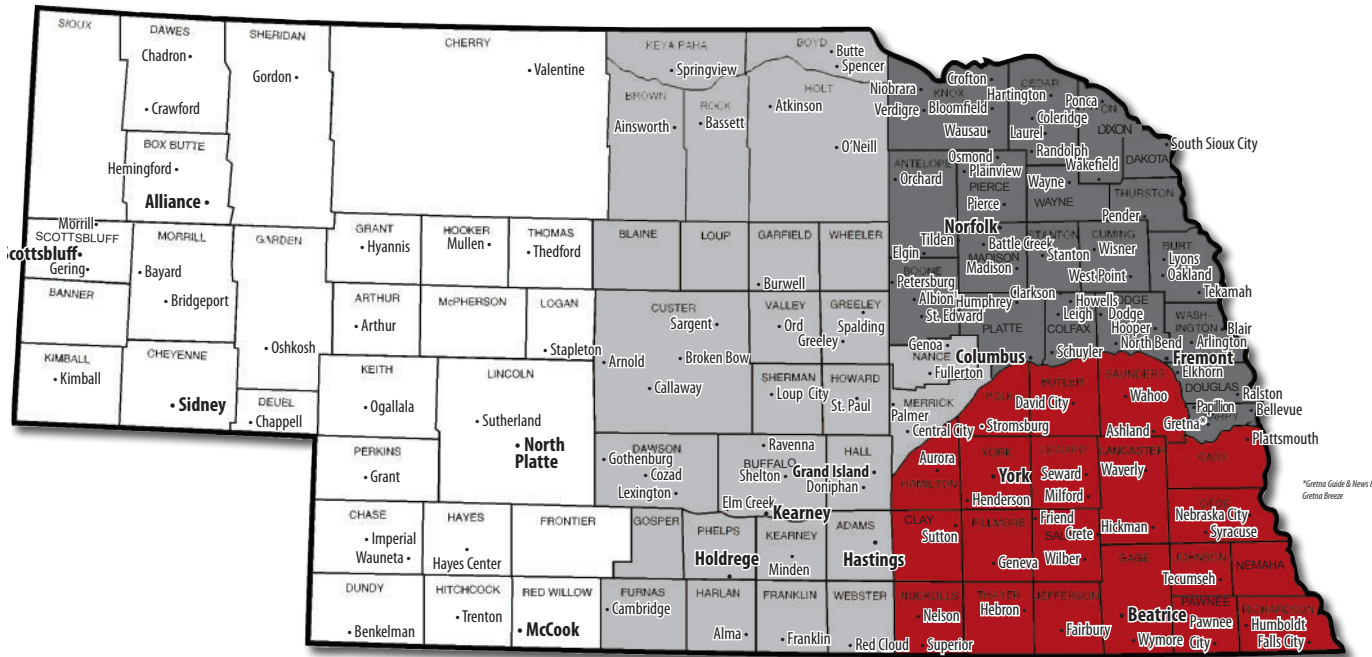 SIOUX
DAWES
Chadron
Crawford
SHERIDAN
Gordon
CHERRY
Valentine
KEYA PAHA
Springview
BOYD
Butte
Spencer
BROWN
Ainsworth
ROCK
Bassett
HOLT
Atkinson
O'Neill
Niobrara
Verdigre
KNOX
Crofton
Bloomfield
Wausau
CEDAR
Hartington
Coleridge
Laurel
Randolph
Ponca
ON
DIXON
Wakefield
DAKOTA
South Sioux City
BOX BUTTE
Hemingford
Alliance
ANTELOPE
Orchard
Osmond
Plainview
PIERCE
Pierce
Wayne
WAYNE
THURSTON
Pender
Morrill
SCOTTSBLUFF
Scottsbluff
Gering
MORRILL
Bayard
Bridgeport
GARDEN
Oshkosh
GRANT
Hyannis
HOOKER
Mullen
THOMAS
Thedford
BLAINE
LOUP
GARFIELD
Burwell
WHEELER
Elgin
Tilden
Norfolk
Battle Creek
MADISON
Madison
STANTON
Stanton
CUMING
Wisner
West Point
BURT
Lyons
Oakland
Tekamah
BANNER
ARTHUR
Arthur
McPHERSON
LOGAN
Stapleton
CUSTER
Sargent
Arnold
Broken Bow
Callaway
VALLEY
Ord
GREELEY
Spalding
Greeley
BOONE
Petersburg
Albion
St. Edward
Humphrey
PLATTE
Columbus
Clarkson
Howells
Leigh
COLFAX
Schuyler
DODGE
Dodge
Hooper
North Bend
Fremont
WASH-
INGTON
Blair
Arlington
KIMBALL
Kimball
CHEYENNE
Sidney
DEUEL
Chappell
KEITH
Ogallala
LINCOLN
Sutherland
North
Platte
SHERMAN
Loup City
HOWARD
St. Paul
Genoa
NANCE
Fullerton
MERRICK
Palmer
Central City
POLK
Stromsburg
BUTLER
David City
SAUNDERS
Wahoo
Ashland
Elkhorn
DOUGLAS
Ralston
Papillion
SARPY
Bellevue
Gretna*
Plattsmouth
CASS
PERKINS
Grant
DAWSON
Gothenburg
Cozad
Lexington
BUFFALO
Ravenna
Shelton
Elm Creek
Kearney
HALL
Grand Island
Doniphan
Aurora
HAMILTON
YORK
York
Henderson
SEWARD
Seward
Milford
LANCASTER
Waverly
Hickman
OTOE
Nebraska City
Syracuse
*Gretna Guide & News &
Gretna Breeze
CHASE
Imperial
Wauneta
HAYES
Hayes Center
FRONTIER
GOSPER
PHELPS
Holdrege
KEARNEY
Minden
ADAMS
Hastings
CLAY
Sutton
FILLMORE
Geneva
SALINE
Friend
Crete
Wilber
GAGE
Beatrice
Wymore
JOHNSON
Tecumseh
NEMAHA
DUNDY
Benkelman
HITCHCOCK
Trenton
RED WILLOW
McCook
FURNAS
Cambridge
HARLAN
Alma
FRANKLIN
Franklin
WEBSTER
Red Cloud
NUCKOLLS
Nelson
Superior
THAYER
Hebron
JEFFERSON
Fairbury
PAWNEE
Pawnee
City
RICHARDSON
Humboldt
Falls City